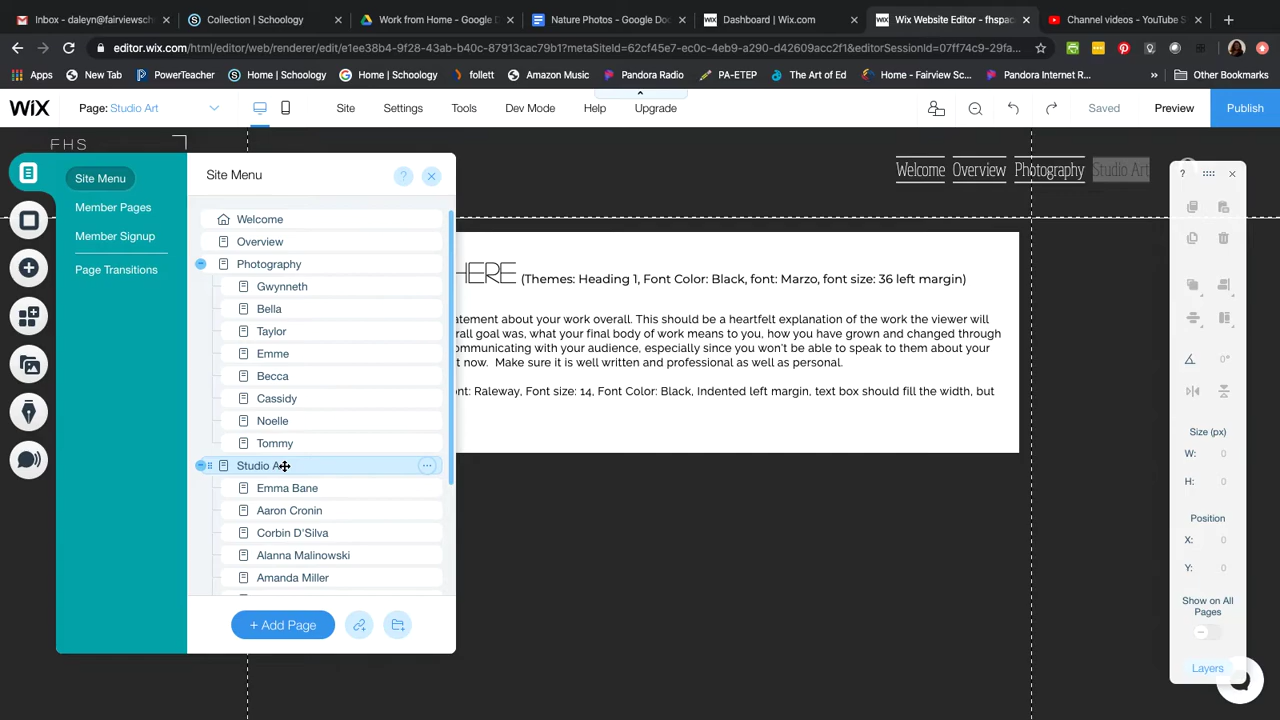 Inbox - daleyn@fairviewsch
Collection | Schoology
Work from Home - Google D
Nature Photos - Google Doc
Dashboard | Wix.com
Wix Website Editor - fhspac
Channel videos - YouTube S
editor.wix.com/html/editor/web/renderer/edit/e1ee38b4-9f28-43ab-b40c-87913cac79b1?metaSiteId=62cf45e7-ec0c-4eb9-a290-d42609acc2f1&editorSessionId=07ff74c9-29fa...
Apps
New Tab
PowerTeacher
Home | Schoology
Home | Schoology
follett
Amazon Music
Pandora Radio
PA-ETEP
The Art of Ed
Home - Fairview Sc...
Pandora Internet R...
»
Other Bookmarks
WiX
Page: Studio Art
Site
Settings
Tools
Dev Mode
Help
Upgrade
Saved
Preview
Publish
FHS
Welcome
Overview
Photography
Studio Art
Site Menu
Member Pages
Member Signup
Page Transitions
Site Menu
?
Welcome
Overview
Photography
Gwynneth
Bella
Taylor
Emme
Becca
Cassidy
Noelle
Tommy
Studio A
Emma Bane
Aaron Cronin
Corbin D'Silva
Alanna Malinowski
Amanda Miller
+ Add Page
HERE (Themes: Heading 1, Font Color: Black, font: Marzo, font size: 36 left margin)
atement about your work overall. This should be a heartfelt explanation of the work the viewer will
rall goal was, what your final body of work means to you, how you have grown and changed through
ommunicating with your audience, especially since you won't be able to speak to them about your
t now. Make sure it is well written and professional as well as personal.
ont: Raleway, Font size: 14, Font Color: Black, Indented left margin, text box should fill the width, but
?
0°
Size (px)
W: 0
H: 0
Position
X: 0
Y: 0
Show on All
Pages
Layers